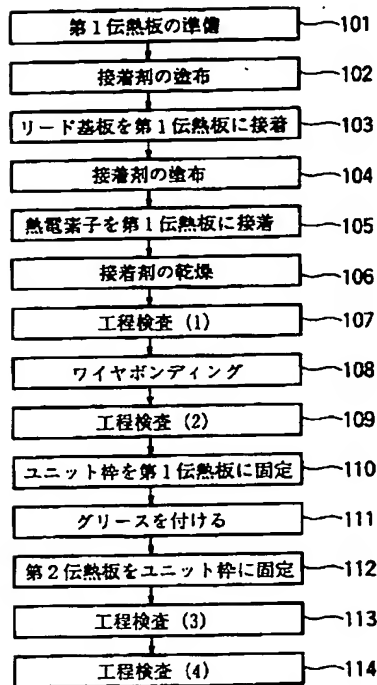 第1伝熱板の準備 101
接着剤の塗布 102
リード基板を第1伝熱板に接着 103
接着剤の塗布 104
熱電素子を第1伝熱板に接着 105
接着剤の乾燥 106
工程検査 (1) 107
ワイヤボンディング 108
工程検査 (2) 109
ユニット枠を第1伝熱板に固定 110
グリースを付ける 111
第2伝熱板をユニット枠に固定 112
工程検査 (3) 113
工程検査 (4) 114